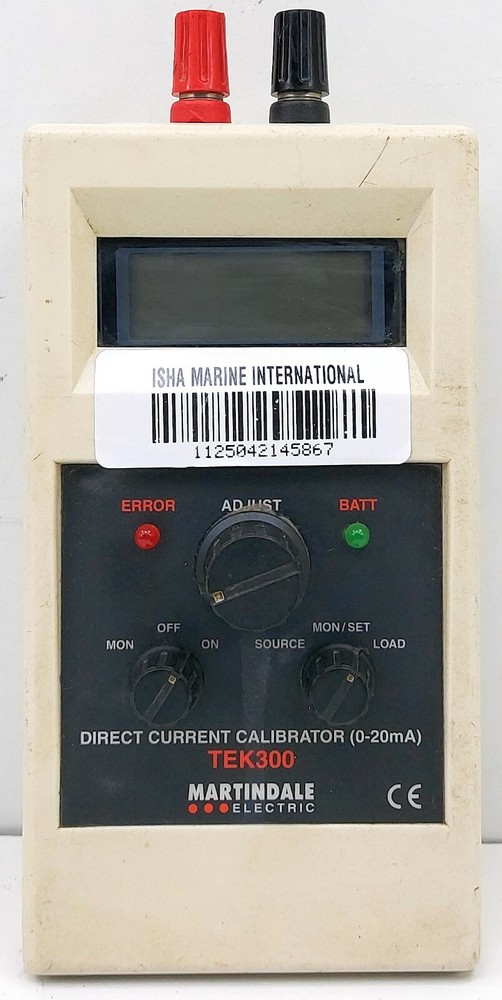 ISHA MARINE INTERNATIONAL
1125042145867
ERROR ADJUST BATT
OFF MON/SET
MON ON SOURCE LOAD
DIRECT CURRENT CALIBRATOR (0-20mA)
TEK300
MARTINDALE
ELECTRIC
CE